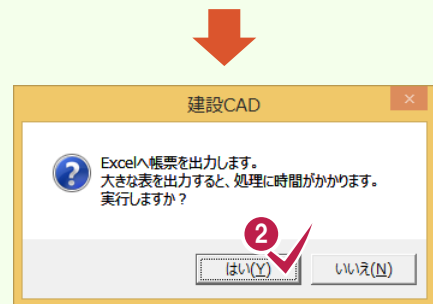 建設CAD
Excelへ帳票を出力します。
大きな表を出力すると、処理に時間がかかります。
実行しますか?
2
はい(Y) いいえ(N)